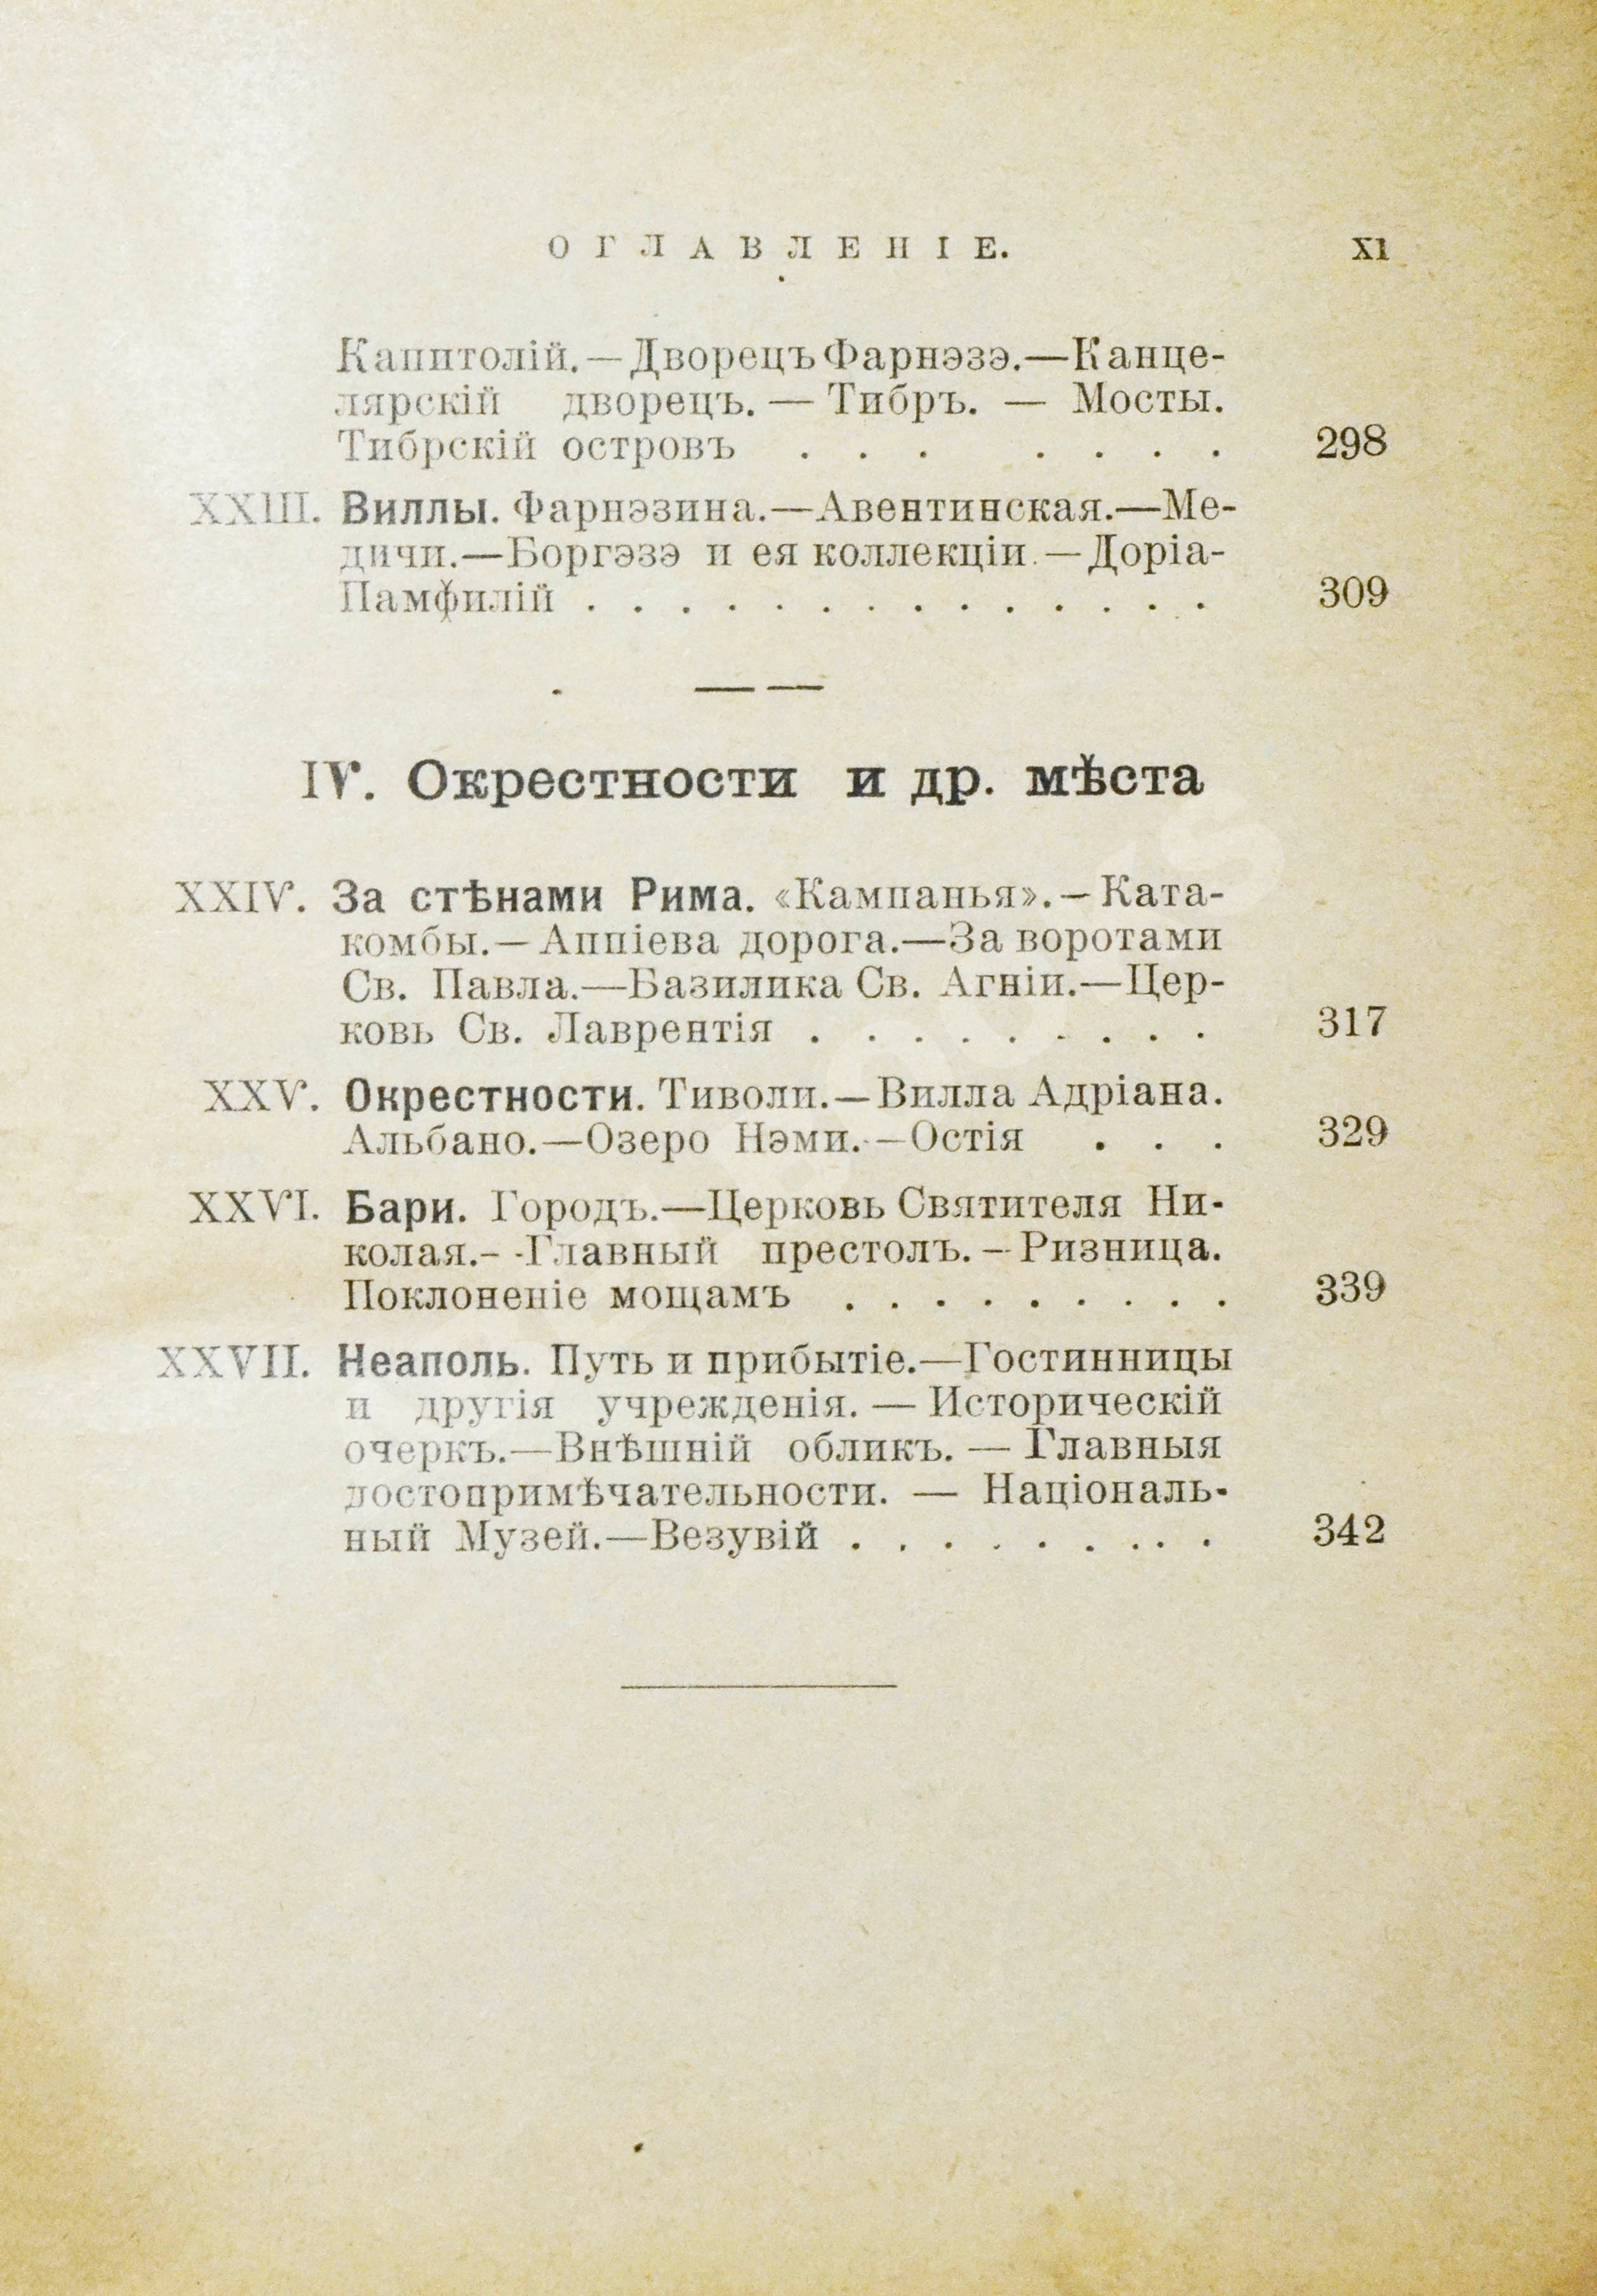 ОГЛАВЛЕНІЕ. XI
Капитолій.—Дворецъ Фарнэзэ.—Канце-
лярскій дворецъ.—Тибръ. — Мосты.
Тибрскій островъ . . . . . . . 298
XXIII. Виллы. Фарнэзина.—Авентинская.—Ме-
дичи.—Боргэзэ и ея коллекціи.—Доріа-
Памфилій . . . . . . . . . . . . . . 309
IV. Окрестности и др. мѣста
XXIV. За стѣнами Рима. «Кампанья».—Ката-
комбы.—Аппіева дорога.—За воротами
Св. Павла.—Базилика Св. Агніи.—Цер-
ковь Св. Лаврентія . . . . . . . . . 317
XXV. Окрестности. Тиволи.—Вилла Адріана.
Альбано.—Озеро Нэми.—Остія . . . 329
XXVI. Бари. Городъ.—Церковь Святителя Ни-
колая.--Главный престолъ.—Ризница.
Поклоненіе мощамъ . . . . . . . . . 339
XXVII. Неаполь. Путь и прибытіе.—Гостинницы
и другія учрежденія. — Историческій
очеркъ.—Внѣшній обликъ. — Главныя
достопримѣчательности. — Національ-
ный Музей.—Везувій . . . . . . . . . 342